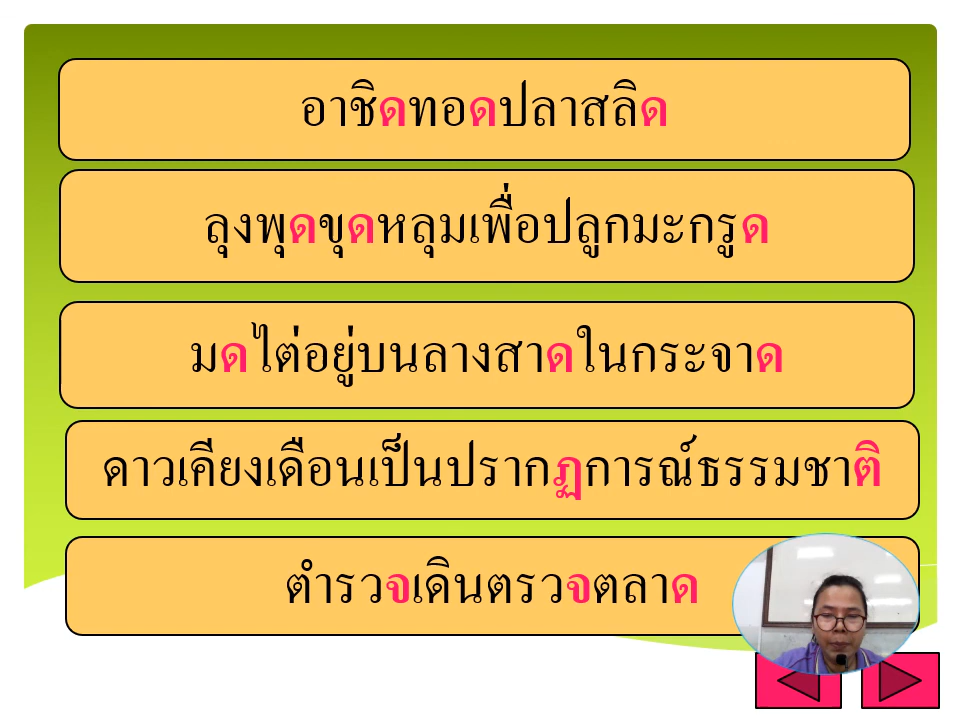 อาชิดทอดปลาสลิด
ลุงพุดขุดหลุมเพื่อปลูกมะกรูด
มดไต่อยู่บนลางสาดในกระจาด
ดาวเคียงเดือนเป็นปรากฏการณ์ธรรมชาติ
ตำรวจเดินตรวจตลาด